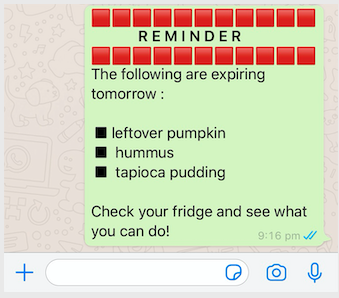 🟥🟥🟥🟥🟥🟥🟥🟥🟥🟥🟥
R E M I N D E R
🟥🟥🟥🟥🟥🟥🟥🟥🟥🟥🟥
The following are expiring
tomorrow :
◼ leftover pumpkin
◼ hummus
◼ tapioca pudding
Check your fridge and see what
you can do!
9:16 pm